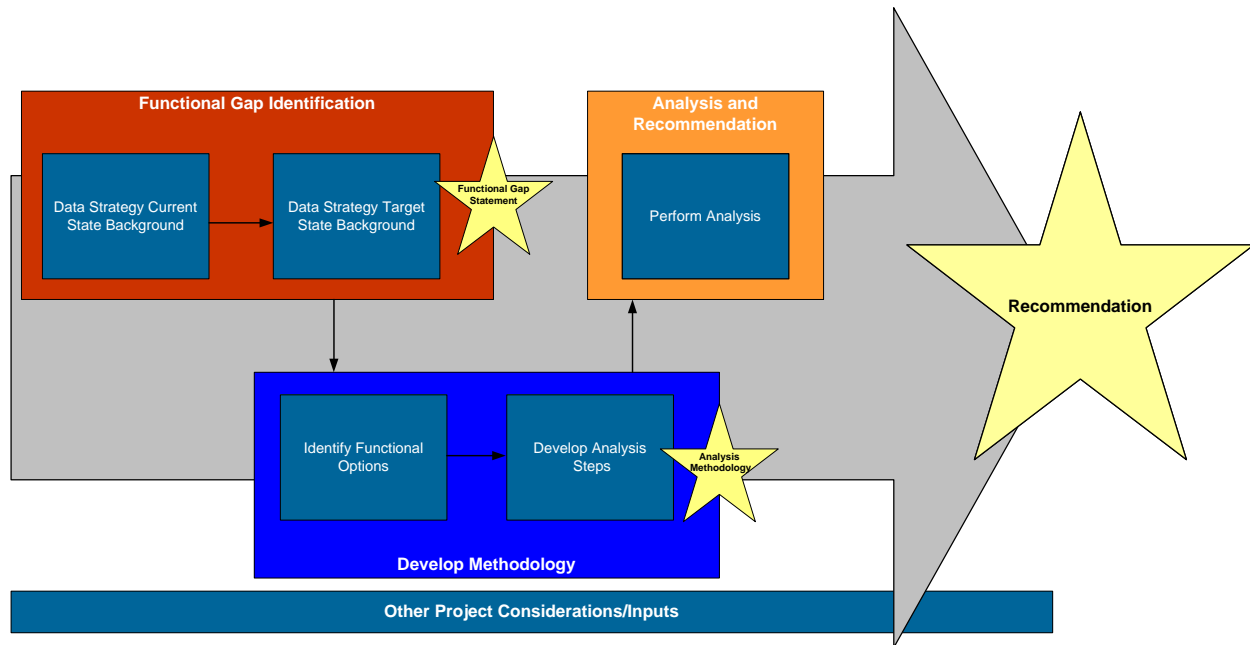 Functional Gap Identification
Data Strategy Current
State Background
Data Strategy Target
State Background
Functional Gap
Statement
Analysis and
Recommendation
Perform Analysis
Recommendation
Identify Functional
Options
Develop Analysis
Steps
Analysis
Methodology
Develop Methodology
Other Project Considerations/Inputs